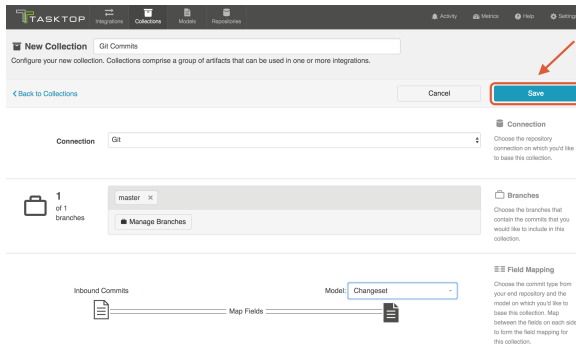 TASKTOP
Integrations
Collections
Models
Repositories
Activity
Metrics
Help
Settings
New Collection
Git Commits
Configure your new collection. Collections comprise a group of artifacts that can be used in one or more integrations.
Back to Collections
Cancel
Save
Connection
Git
Connection
Choose the repository
connection on which you'd like
to base this collection.
1
of 1
branches
master ×
Manage Branches
Branches
Choose the branches that
contain the commits that you
would like to include in this
collection.
Inbound Commits
Map Fields
Model: Changeset
Field Mapping
Choose the commit type from
your end repository and the
model on which you'd like to
base this collection. Map
between the fields on each side
to form the field mapping for
this collection.